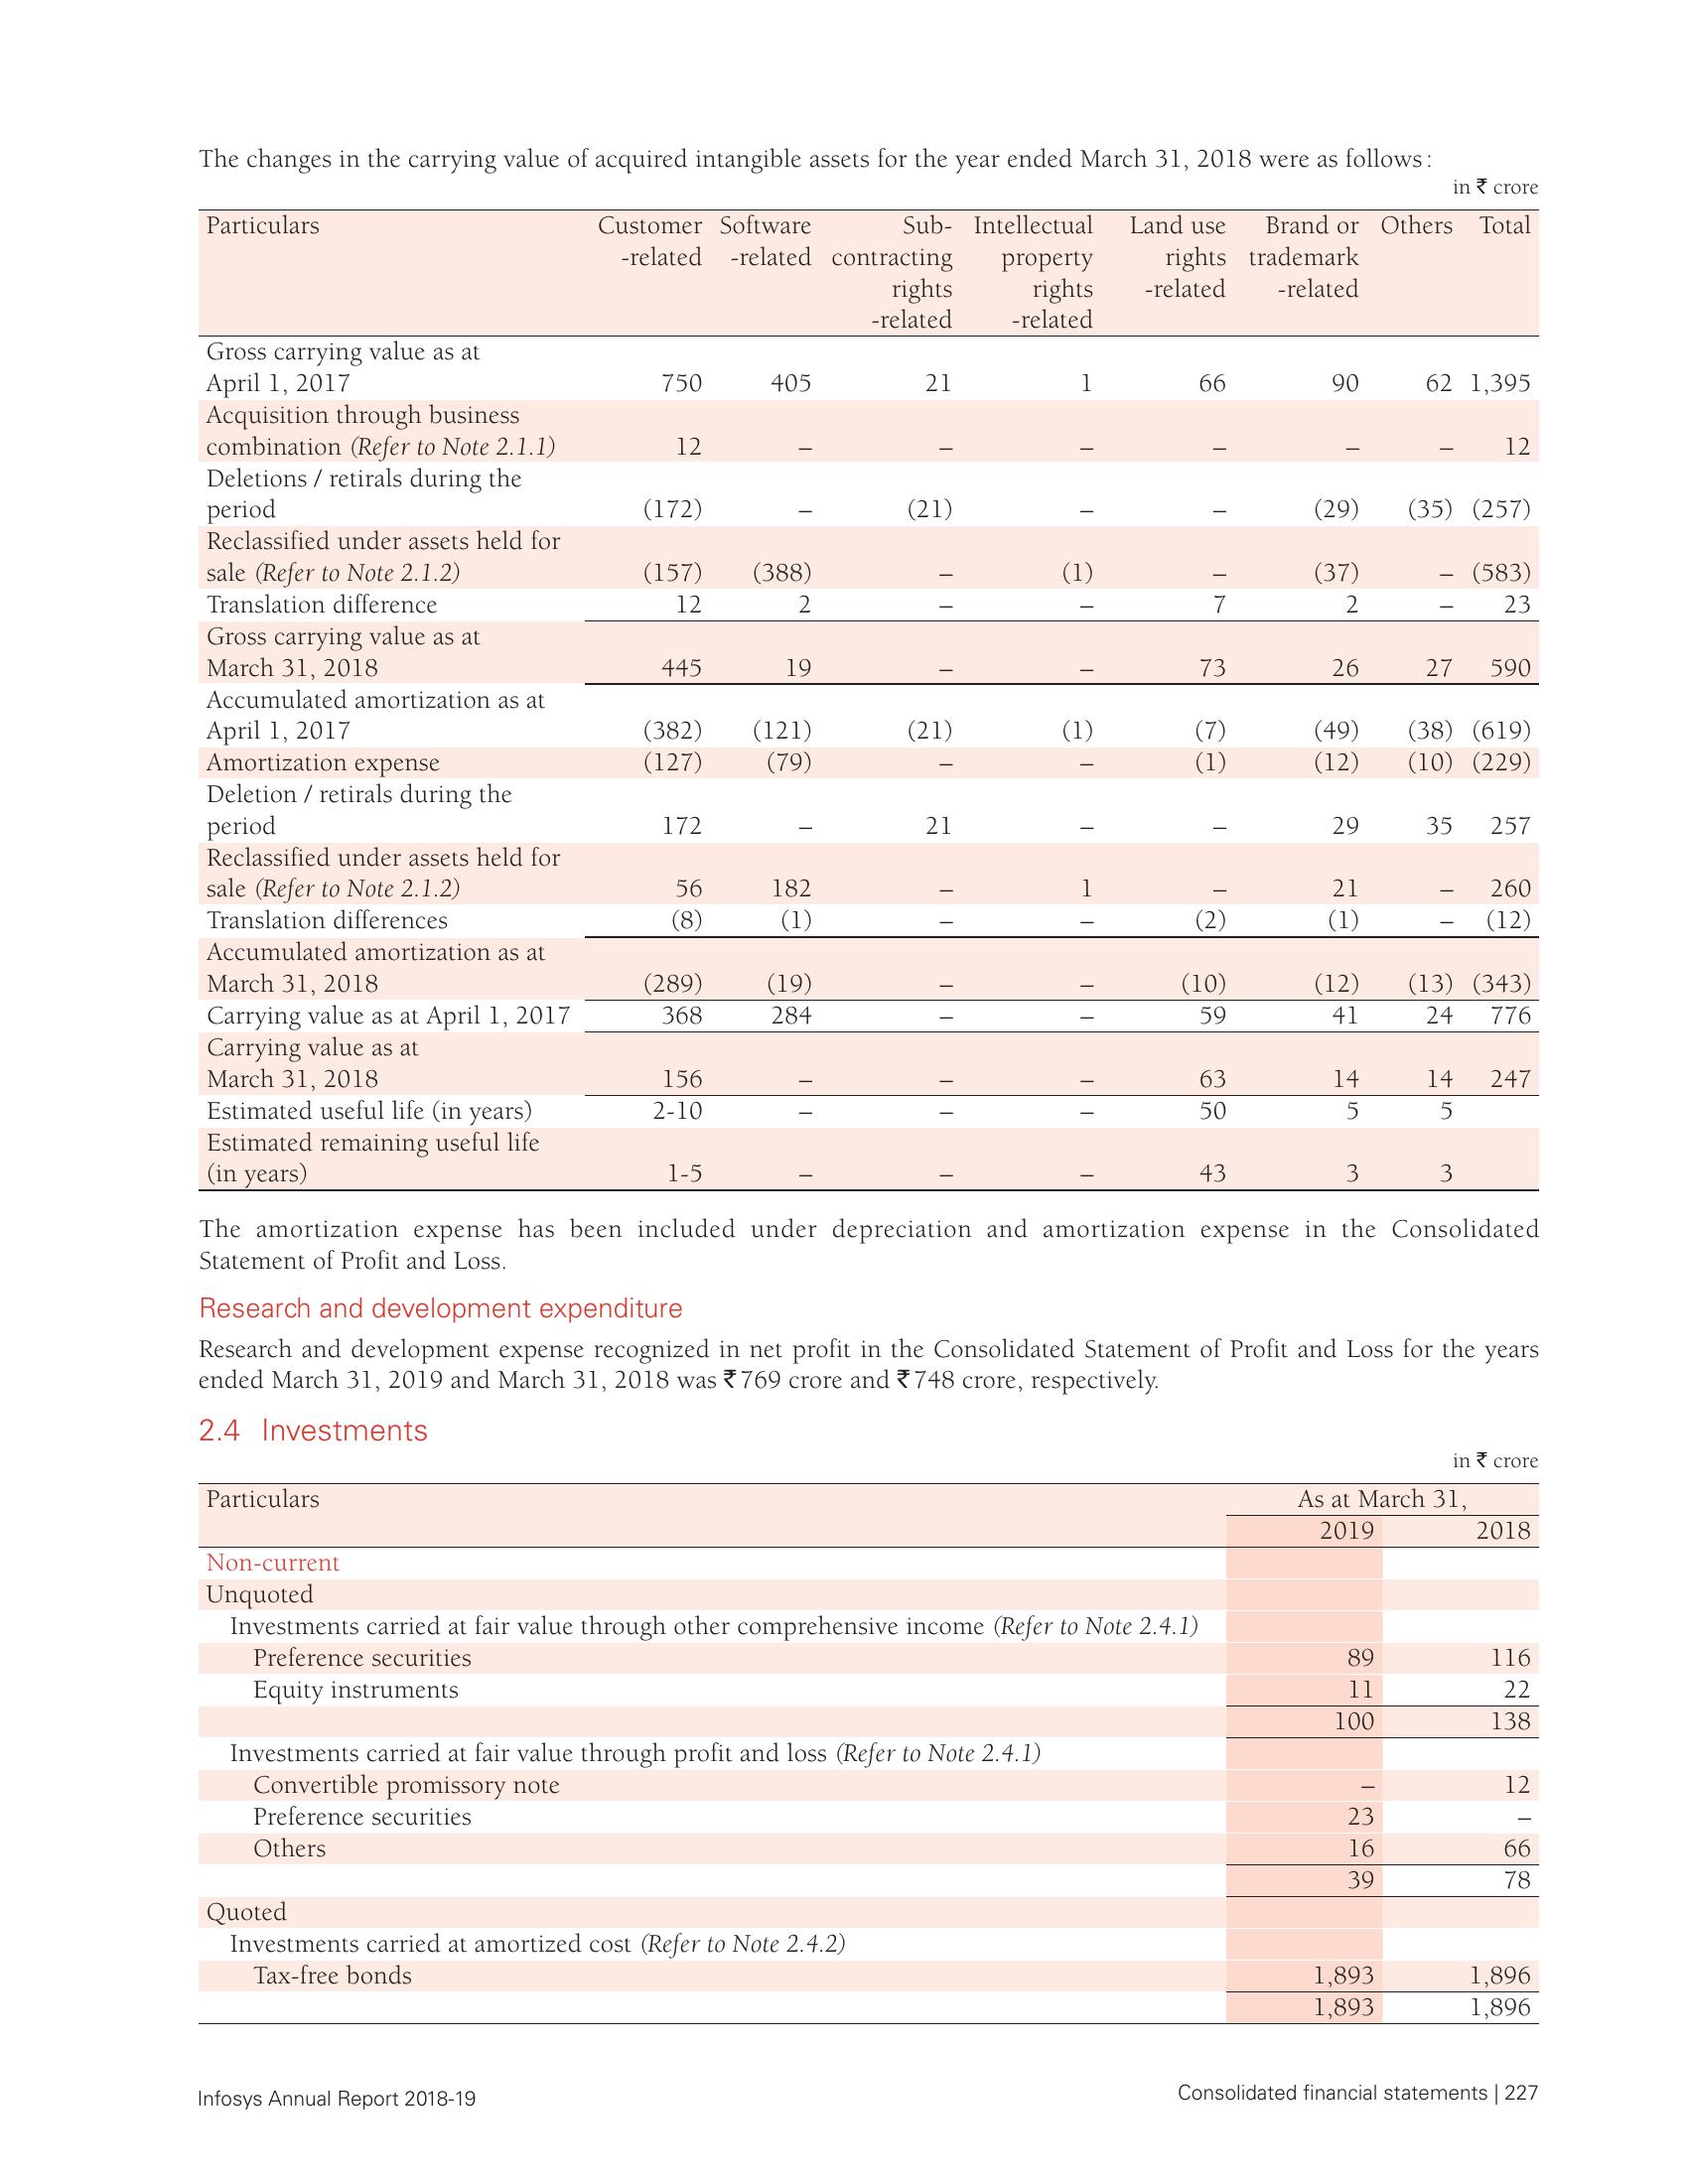 The changes in the carrying value of acquired intangible assets for the year ended March 31, 2018 were as follows:
in ₹ crore
Particulars Customer Software Sub- Intellectual Land use Brand or Others Total
-related -related contracting property rights trademark
rights rights -related -related
-related -related
Gross carrying value as at
April 1, 2017 750 405 21 1 66 90 62 1,395
Acquisition through business
combination (Refer to Note 2.1.1) 12 – – – – – – 12
Deletions / retirals during the
period (172) – (21) – – (29) (35) (257)
Reclassified under assets held for
sale (Refer to Note 2.1.2) (157) (388) – (1) – (37) – (583)
Translation difference 12 2 – – 7 2 – 23
Gross carrying value as at
March 31, 2018 445 19 – – 73 26 27 590
Accumulated amortization as at
April 1, 2017 (382) (121) (21) (1) (7) (49) (38) (619)
Amortization expense (127) (79) – – (1) (12) (10) (229)
Deletion / retirals during the
period 172 – 21 – – 29 35 257
Reclassified under assets held for
sale (Refer to Note 2.1.2) 56 182 – 1 – 21 – 260
Translation differences (8) (1) – – (2) (1) – (12)
Accumulated amortization as at
March 31, 2018 (289) (19) – – (10) (12) (13) (343)
Carrying value as at April 1, 2017 368 284 – – 59 41 24 776
Carrying value as at
March 31, 2018 156 – – – 63 14 14 247
Estimated useful life (in years) 2-10 – – – 50 5 5
Estimated remaining useful life
(in years) 1-5 – – – 43 3 3
The amortization expense has been included under depreciation and amortization expense in the Consolidated
Statement of Profit and Loss.
Research and development expenditure
Research and development expense recognized in net profit in the Consolidated Statement of Profit and Loss for the years
ended March 31, 2019 and March 31, 2018 was ₹769 crore and ₹748 crore, respectively.
2.4 Investments
in ₹ crore
Particulars As at March 31,
2019 2018
Non-current
Unquoted
Investments carried at fair value through other comprehensive income (Refer to Note 2.4.1)
Preference securities 89 116
Equity instruments 11 22
100 138
Investments carried at fair value through profit and loss (Refer to Note 2.4.1)
Convertible promissory note – 12
Preference securities 23 –
Others 16 66
39 78
Quoted
Investments carried at amortized cost (Refer to Note 2.4.2)
Tax-free bonds 1,893 1,896
1,893 1,896
Infosys Annual Report 2018-19 Consolidated financial statements | 227